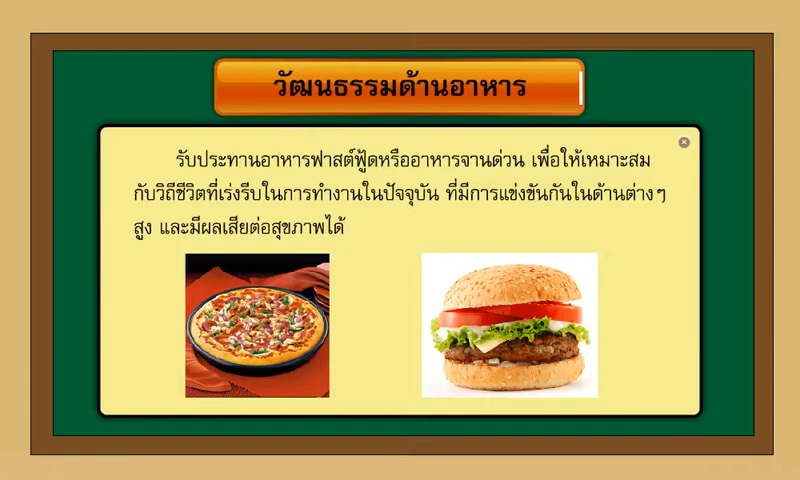 วัฒนธรรมด้านอาหาร
รับประทานอาหารฟาสต์ฟู้ดหรืออาหารจานด่วน เพื่อให้เหมาะสม
กับวิถีชีวิตที่เร่งรีบในการทำงานในปัจจุบัน ที่มีการแข่งขันกันในด้านต่างๆ
สูง และมีผลเสียต่อสุขภาพได้